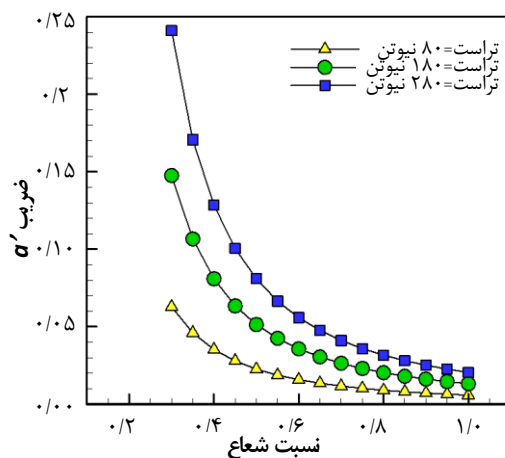 ۰/۲۵
۰/۲
۰/۱۵
۰/۱۰
۰/۰۵
۰/۰۰
ضریب a′
تراست=۸۰ نیوتن
تراست=۱۸۰ نیوتن
تراست=۲۸۰ نیوتن
۰/۲ ۰/۴ ۰/۶ ۰/۸ ۱/۰
نسبت شعاع